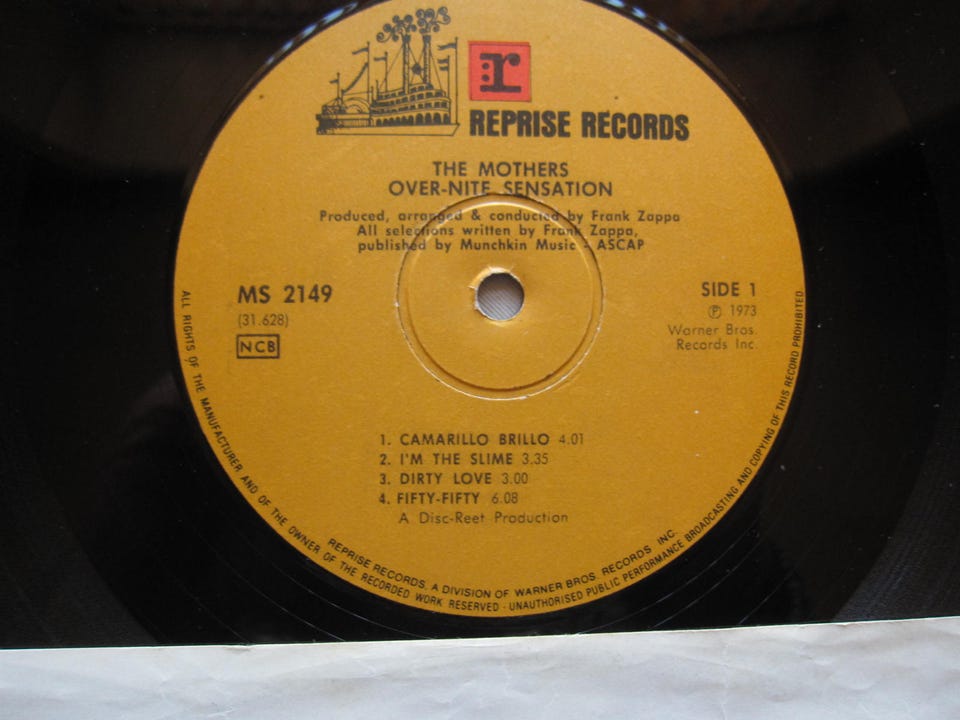 r
REPRISE RECORDS
THE MOTHERS
OVER-NITE SENSATION
Produced, arranged & conducted by Frank Zappa
All selections written by Frank Zappa,
published by Munchkin Music - ASCAP
MS 2149
(31.628)
NCB
SIDE 1
℗ 1973
Warner Bros.
Records Inc.
1. CAMARILLO BRILLO 4.01
2. I'M THE SLIME 3.35
3. DIRTY LOVE 3.00
4. FIFTY-FIFTY 6.08
A Disc-Reet Production
REPRISE RECORDS, A DIVISION OF WARNER BROS. RECORDS, INC.
ALL RIGHTS OF THE MANUFACTURER AND OF THE OWNER OF THE RECORDED WORK RESERVED · UNAUTHORISED PUBLIC PERFORMANCE BROADCASTING AND COPYING OF THIS RECORD PROHIBITED